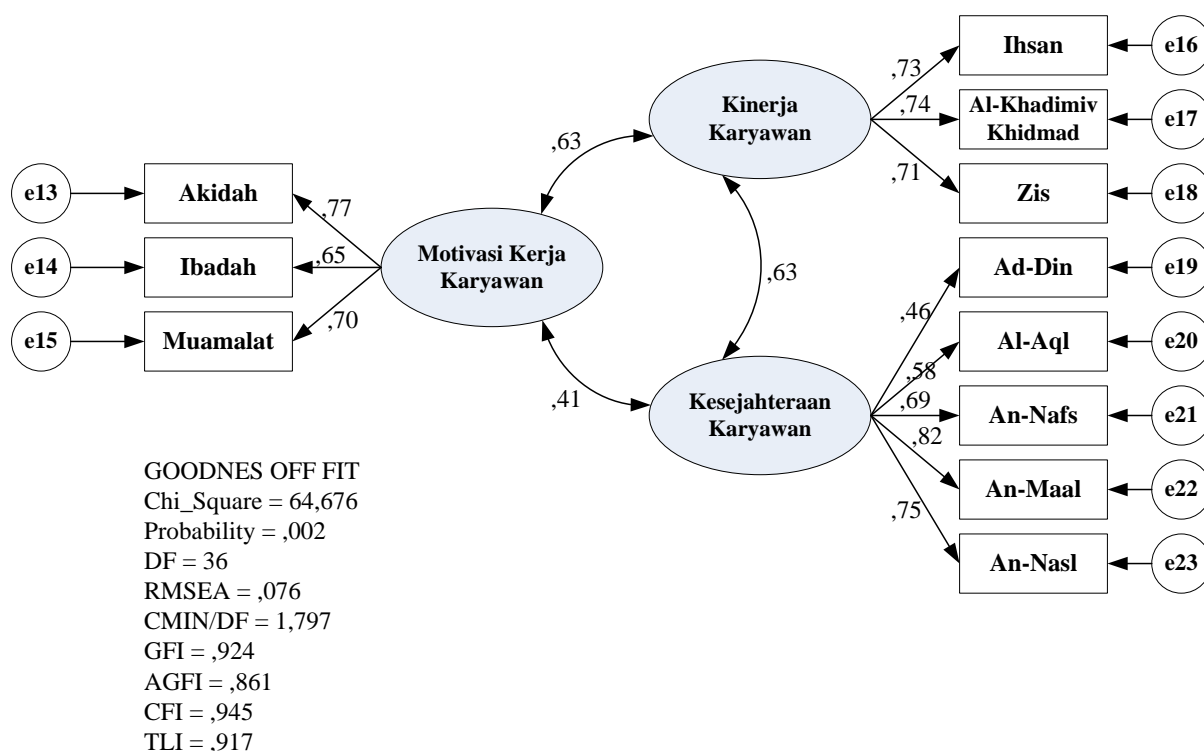 e13
Akidah
,77
e14
Ibadah
,65
e15
Muamalat
,70
Motivasi Kerja
Karyawan
,63
,41
,63
Kinerja
Karyawan
,73
Ihsan
e16
,74
Al-Khadimiv
Khidmad
e17
,71
Zis
e18
Kesejahteraan
Karyawan
,46
Ad-Din
e19
,58
Al-Aql
e20
,69
An-Nafs
e21
,82
An-Maal
e22
,75
An-Nasl
e23
GOODNES OFF FIT
Chi_Square = 64,676
Probability = ,002
DF = 36
RMSEA = ,076
CMIN/DF = 1,797
GFI = ,924
AGFI = ,861
CFI = ,945
TLI = ,917